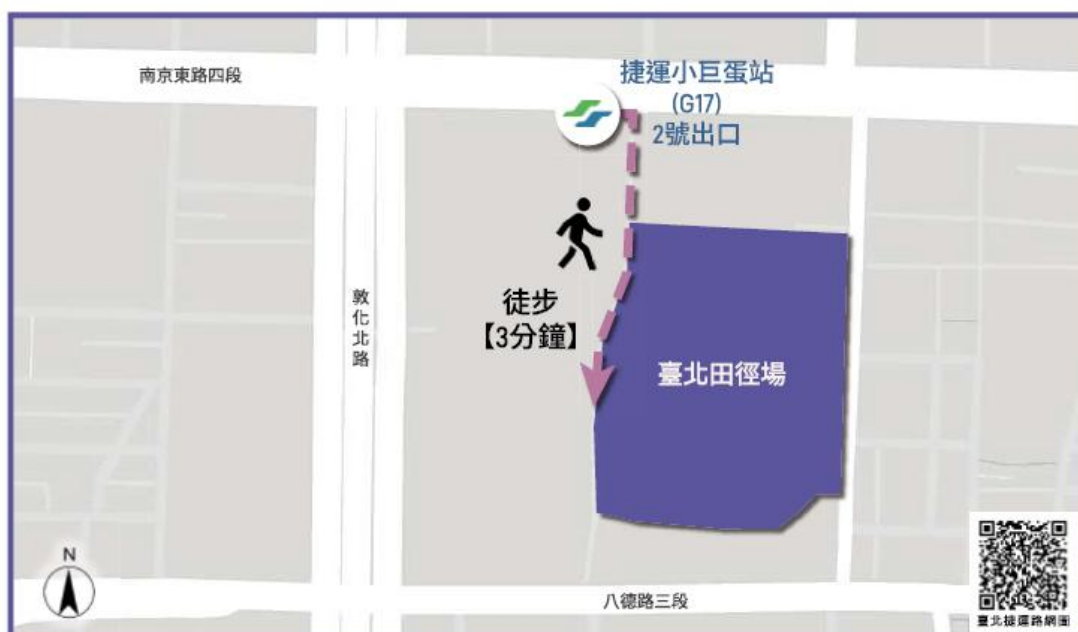 南京東路四段
捷運小巨蛋站
(G17)
2號出口
敦化北路
徒步
【3分鐘】
臺北田徑場
N
八德路三段
臺北捷運路網圖